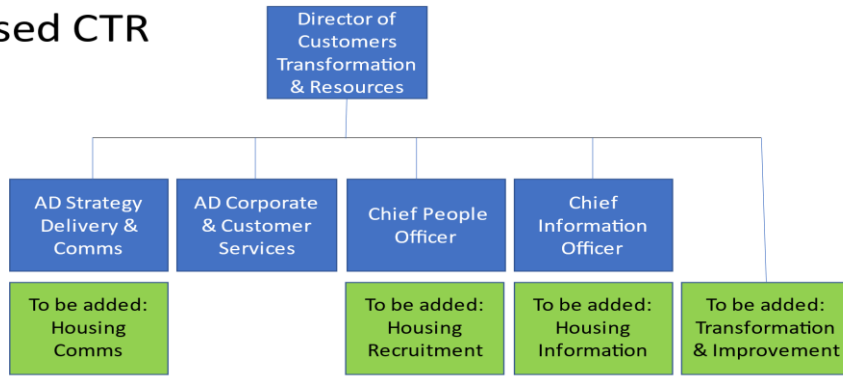 sed CTR
Director of
Customers
Transformation
& Resources
AD Strategy
Delivery &
Comms
AD Corporate
& Customer
Services
Chief People
Officer
Chief
Information
Officer
To be added:
Housing
Comms
To be added:
Housing
Recruitment
To be added:
Housing
Information
To be added:
Transformation
& Improvement